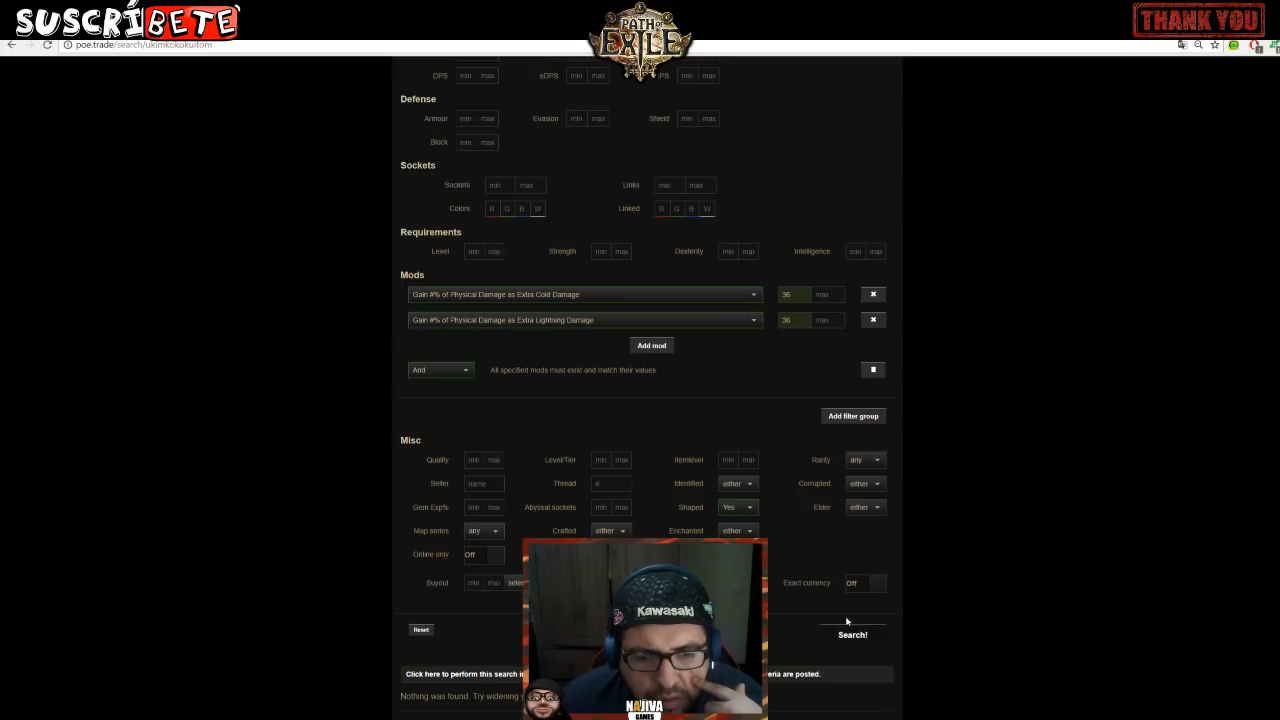 SUSCRÍBETE
PATH OF EXILE
THANK YOU
poe.trade/search/ukimkokokuitom
DPS min max eDPS min max min max
Defense
Armour min max Evasion min max Shield min max
Block min max
Sockets
Sockets min max Links min max
Colors R G B W Linked R G B W
Requirements
Level min max Strength min max Dexterity min max Intelligence min max
Mods
Gain #% of Physical Damage as Extra Cold Damage 36 max
Gain #% of Physical Damage as Extra Lightning Damage 36 max
Add mod
And All specified mods must exist and match their values.
Add filter group
Misc
Quality min max Level/Tier min max Itemlevel min max Rarity any
Seller name Thread # Identified either Corrupted either
Gem Exp% min max Abyssal sockets min max Shaped Yes Elder either
Map series any Crafted either Enchanted either
Online only Off
Buyout min max Exact currency Off
Kawasaki
Reset Search!
Click here to perform this search are posted.
Nothing was found. Try widening
NAJIVA
GAMES